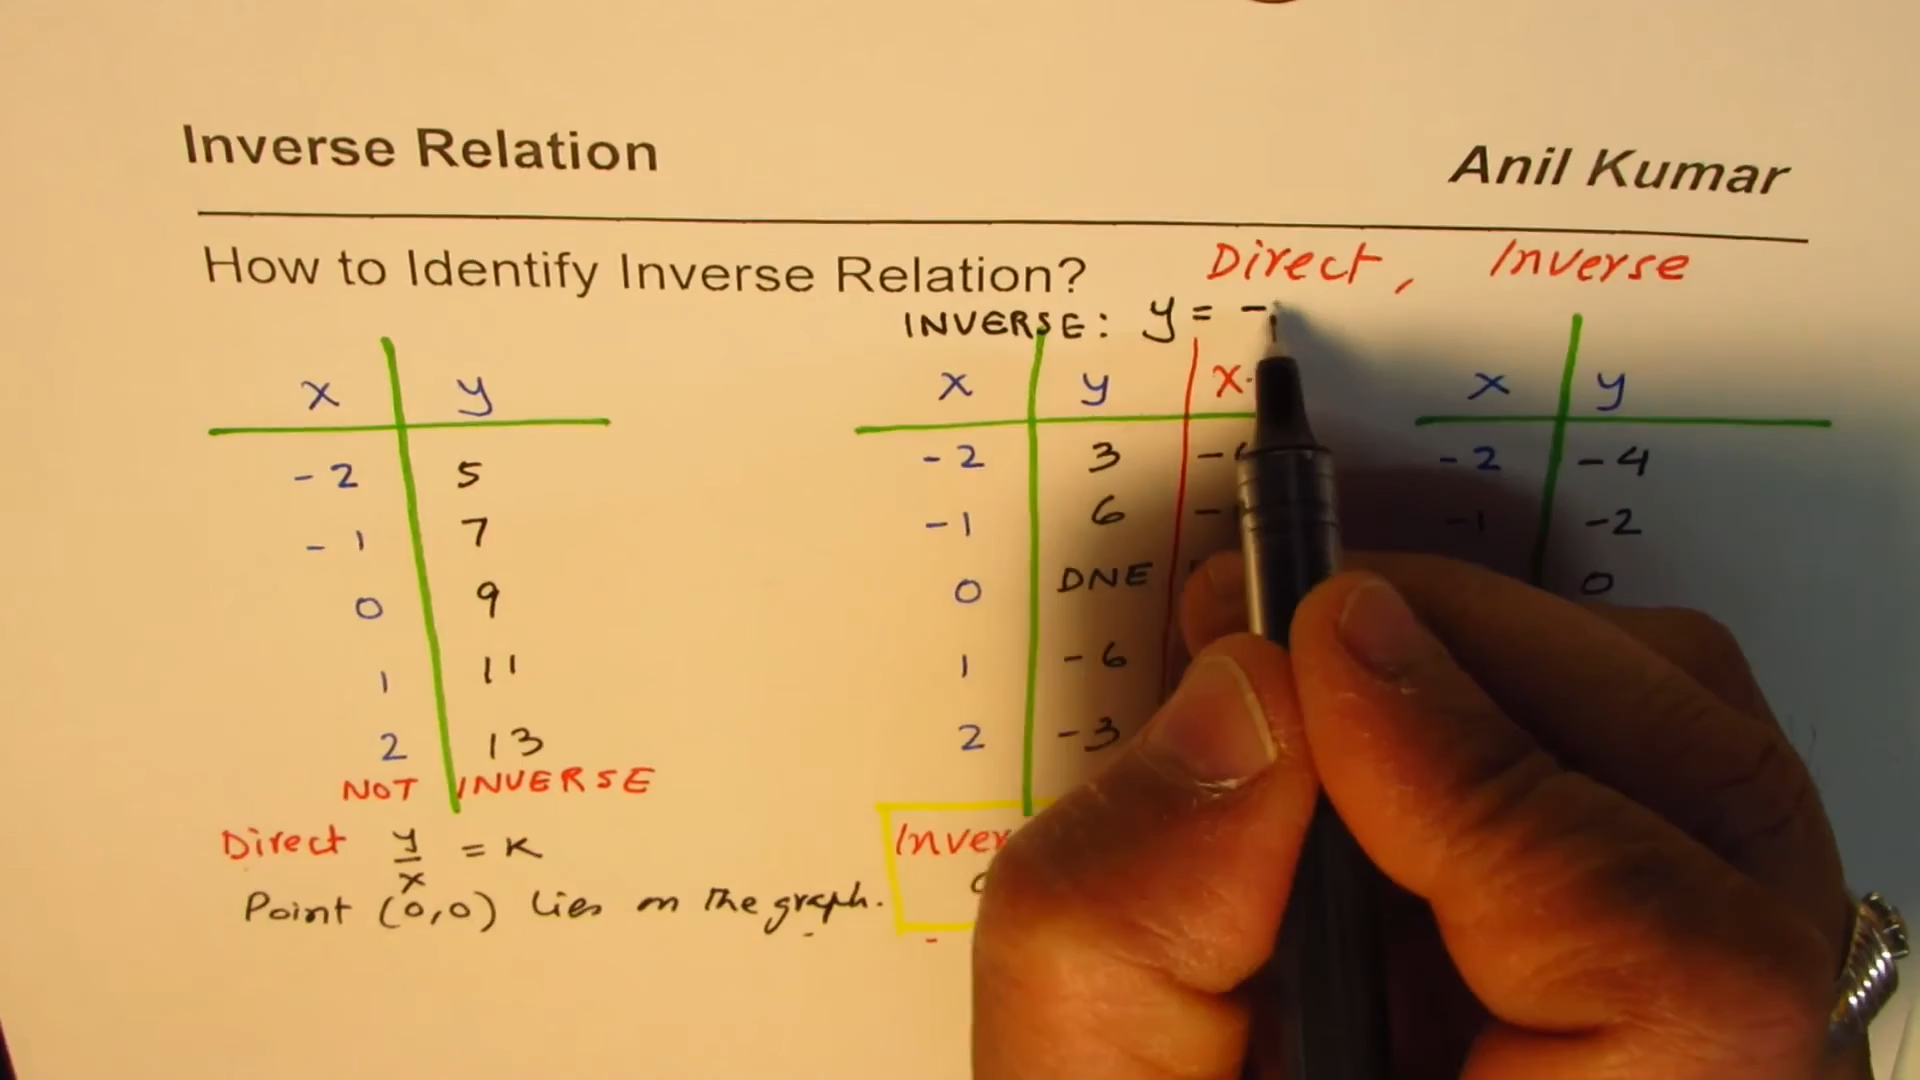 Inverse Relation
Anil Kumar
How to Identify Inverse Relation?
Direct, Inverse
INVERSE: y = -
x y
-2 5
-1 7
0 9
1 11
2 13
NOT INVERSE
Direct y/x = K
Point (0,0) lies on the graph.
x y x
-2 3
-1 6
0 DNE
1 -6
2 -3
x y
-2 -4
-1 -2
0